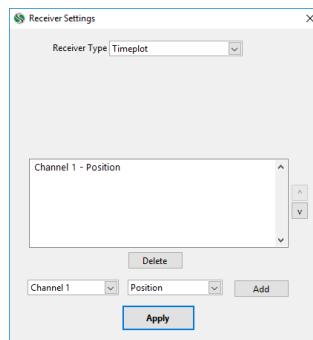 Receiver Settings
Receiver Type Timeplot
Channel 1 - Position
^
v
Delete
Channel 1 Position Add
Apply